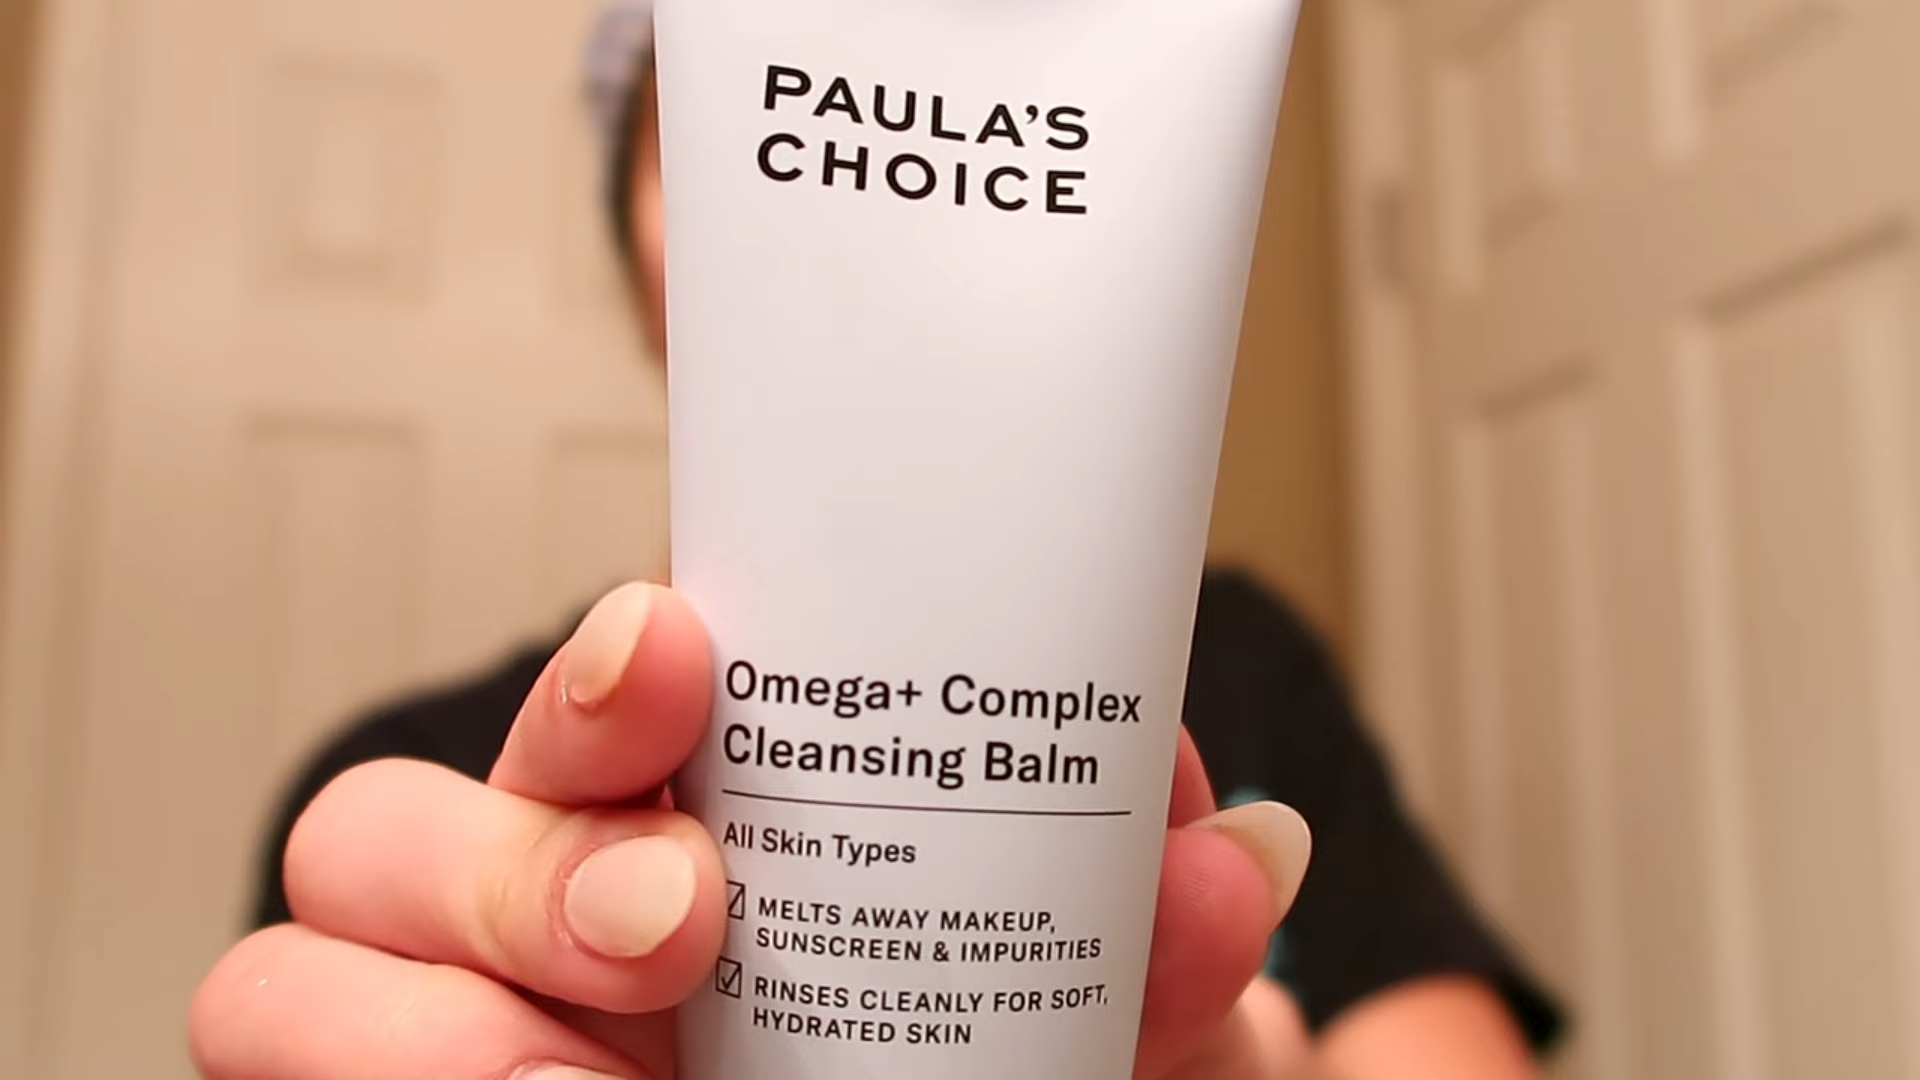 PAULA'S
CHOICE
Omega+ Complex
Cleansing Balm
All Skin Types
MELTS AWAY MAKEUP,
SUNSCREEN & IMPURITIES
RINSES CLEANLY FOR SOFT,
HYDRATED SKIN